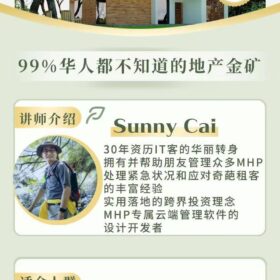 99%华人都不知道的地产金矿
讲师介绍
Sunny Cai
30年资历IT客的华丽转身
拥有并帮助朋友管理众多MHP
处理紧急状况和应对奇葩租客
的丰富经验
实用落地的跨界投资理念
MHP专属云端管理软件的
设计开发者
适合人群